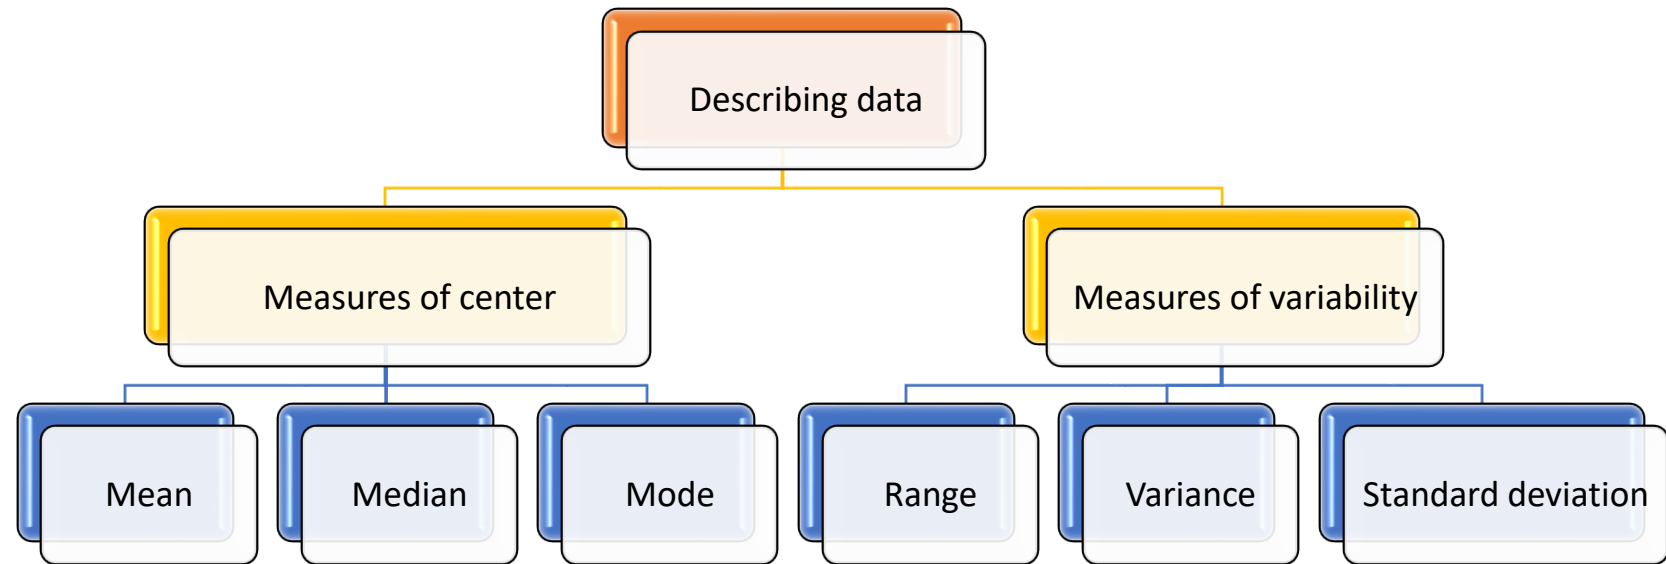 Describing data
Measures of center
Measures of variability
Mean
Median
Mode
Range
Variance
Standard deviation